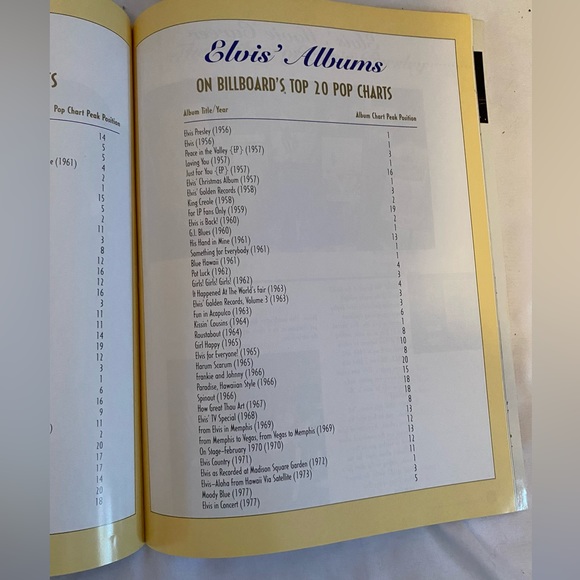 S
Pop Chart Peak Position
14
5
5
e (1961) 4
2
1
15
5
2
11
3
8
12
16
12
16
3
11
11
14
19
12
3
1
6
16
9
11
) 2
20
17
17
14
20
18
Elvis' Albums
ON BILLBOARD'S TOP 20 POP CHARTS
Album Title/Year Album Chart Peak Position
Elvis Presley (1956) 1
Elvis (1956) 1
Peace in the Valley (EP) (1957) 3
Loving You (1957) 1
Just For You (EP) (1957) 16
Elvis' Christmas Album (1957) 1
Elvis' Golden Records (1958) 3
King Creole (1958) 2
For LP Fans Only (1959) 19
Elvis is Back! (1960) 2
G.I. Blues (1960) 1
His Hand in Mine (1961) 13
Something for Everybody (1961) 1
Blue Hawaii (1961) 1
Pot Luck (1962) 4
Girls! Girls! Girls! (1962) 3
It Happened At The World's Fair (1963) 4
Elvis' Golden Records, Volume 3 (1963) 3
Fun in Acapulco (1963) 3
Kissin' Cousins (1964) 6
Roustabout (1964) 1
Girl Happy (1965) 8
Elvis for Everyone! (1965) 10
Harum Scarum (1965) 8
Frankie and Johnny (1966) 20
Paradise, Hawaiian Style (1966) 15
Spinout (1966) 18
How Great Thou Art (1967) 18
Elvis' TV Special (1968) 8
From Elvis in Memphis (1969) 13
From Memphis to Vegas, From Vegas to Memphis (1969) 12
On Stage–February 1970 (1970) 13
Elvis Country (1971) 12
Elvis as Recorded at Madison Square Garden (1972) 11
Elvis–Aloha From Hawaii Via Satellite (1973) 1
Moody Blue (1977) 3
Elvis in Concert (1977) 5